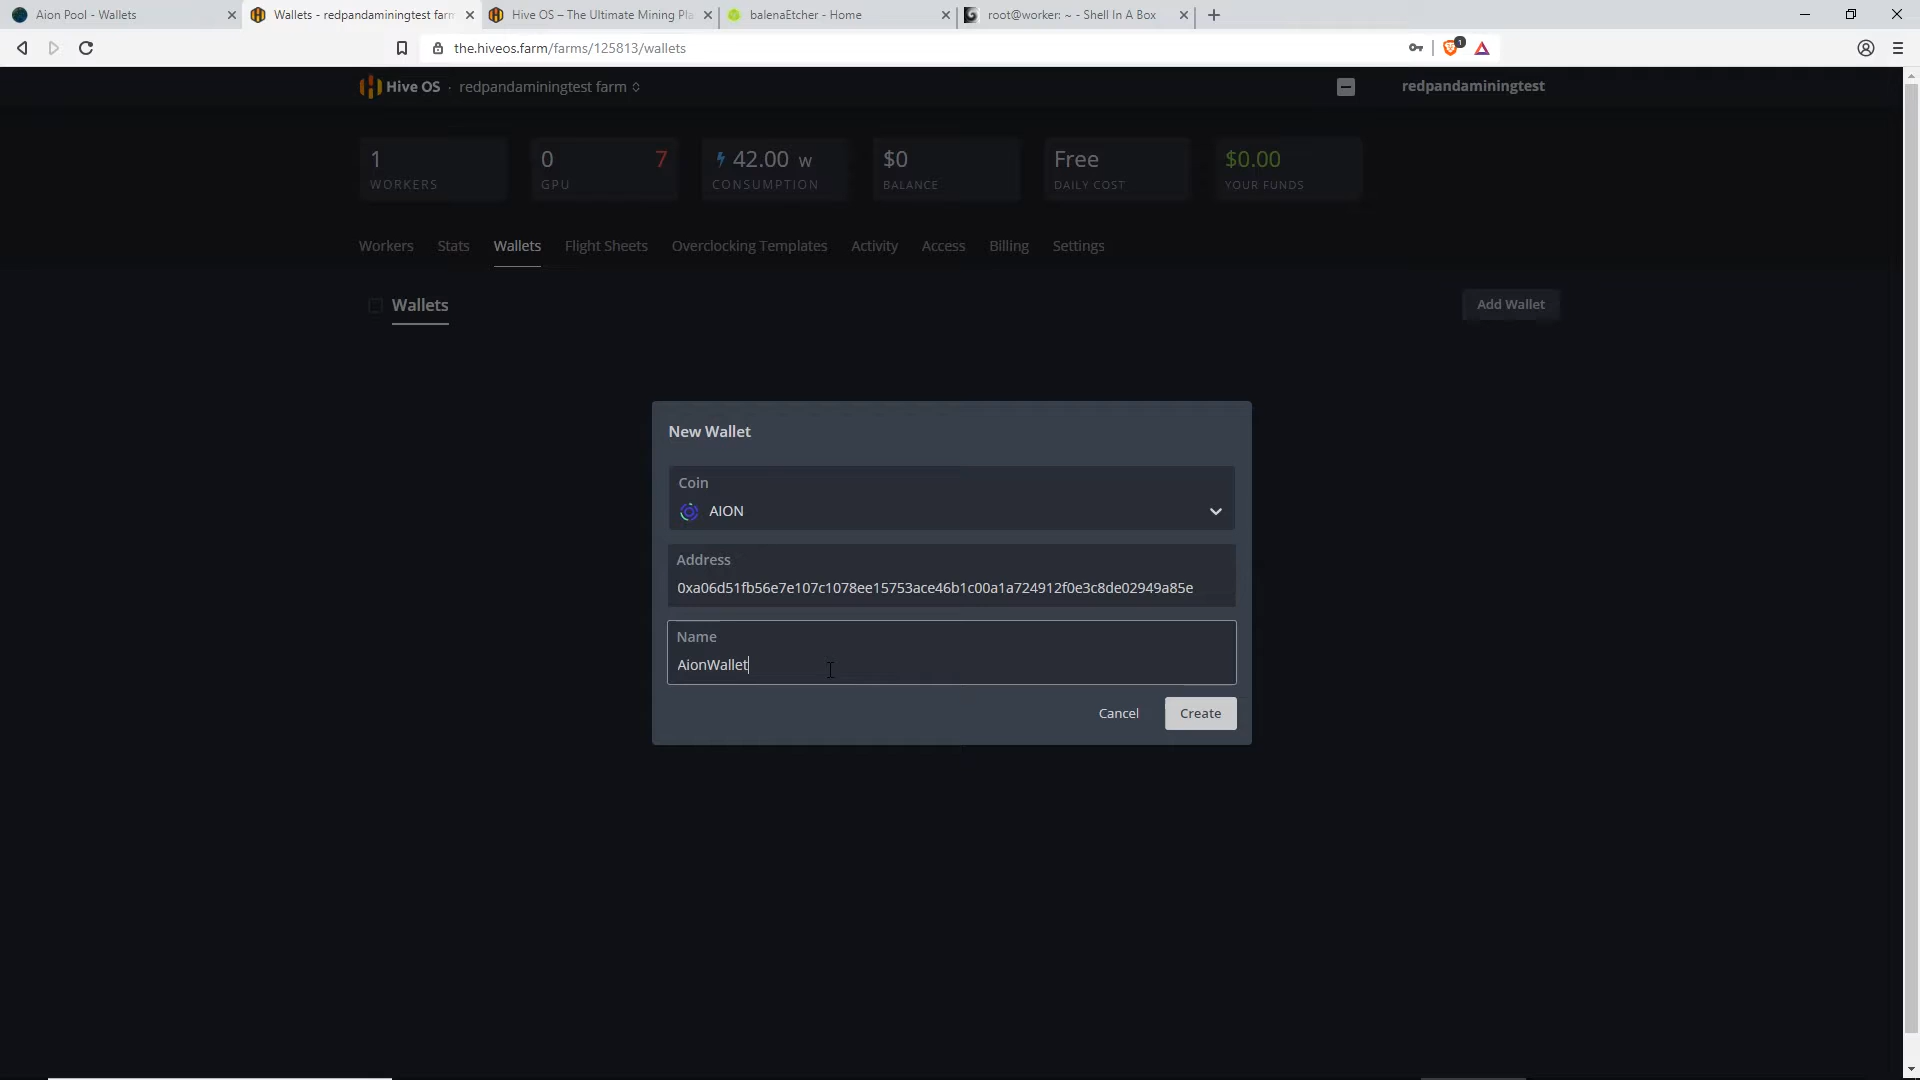 Aion Pool - Wallets
Wallets - redpandaminingtest farm
Hive OS – The Ultimate Mining Pla
balenaEtcher - Home
root@worker: ~ - Shell In A Box
the.hiveos.farm/farms/125813/wallets
1
Hive OS · redpandaminingtest farm
redpandaminingtest
1
WORKERS
0 7
GPU
42.00 W
CONSUMPTION
$0
BALANCE
Free
DAILY COST
$0.00
YOUR FUNDS
Workers Stats Wallets Flight Sheets Overclocking Templates Activity Access Billing Settings
Wallets
Add Wallet
New Wallet
Coin
AION
Address
0xa06d51fb56e7e107c1078ee15753ace46b1c00a1a724912f0e3c8de02949a85e
Name
AionWallet
Cancel Create